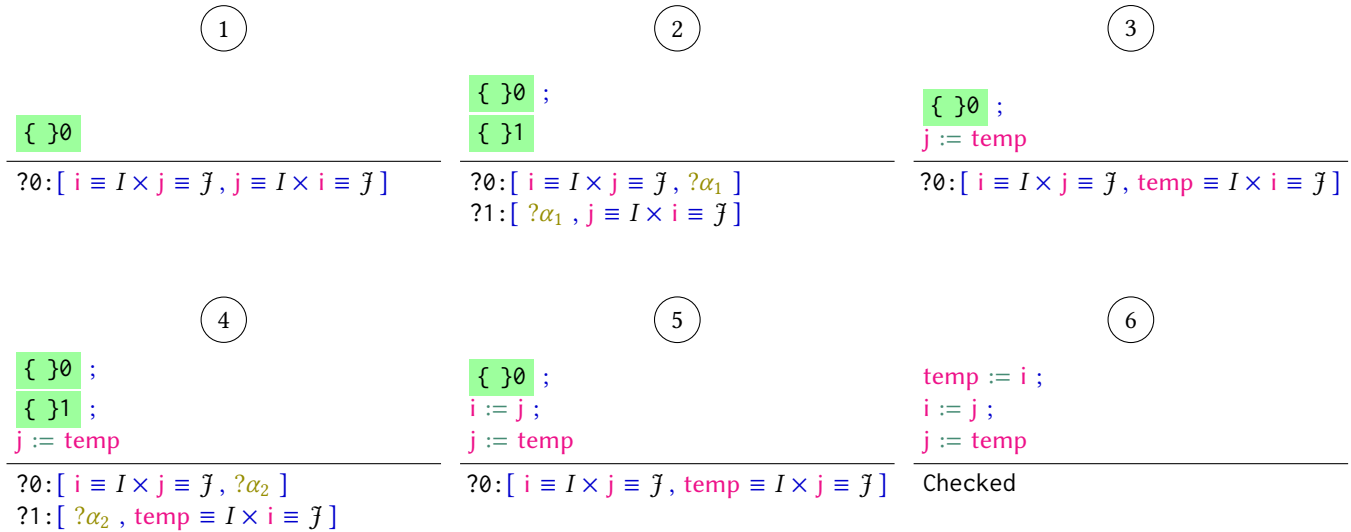 1
{ }0
?0:[ i ≡ I × j ≡ 𝒥 , j ≡ I × i ≡ 𝒥 ]
2
{ }0 ;
{ }1
?0:[ i ≡ I × j ≡ 𝒥 , ?α₁ ]
?1:[ ?α₁ , j ≡ I × i ≡ 𝒥 ]
3
{ }0 ;
j := temp
?0:[ i ≡ I × j ≡ 𝒥 , temp ≡ I × i ≡ 𝒥 ]
4
{ }0 ;
{ }1 ;
j := temp
?0:[ i ≡ I × j ≡ 𝒥 , ?α₂ ]
?1:[ ?α₂ , temp ≡ I × i ≡ 𝒥 ]
5
{ }0 ;
i := j ;
j := temp
?0:[ i ≡ I × j ≡ 𝒥 , temp ≡ I × j ≡ 𝒥 ]
6
temp := i ;
i := j ;
j := temp
Checked